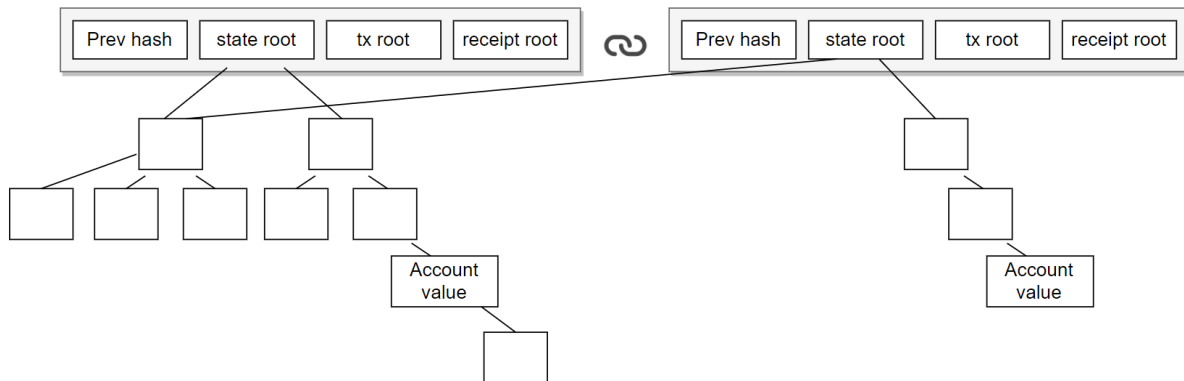 Prev hash state root tx root receipt root Prev hash state root tx root receipt root
Account
value
Account
value